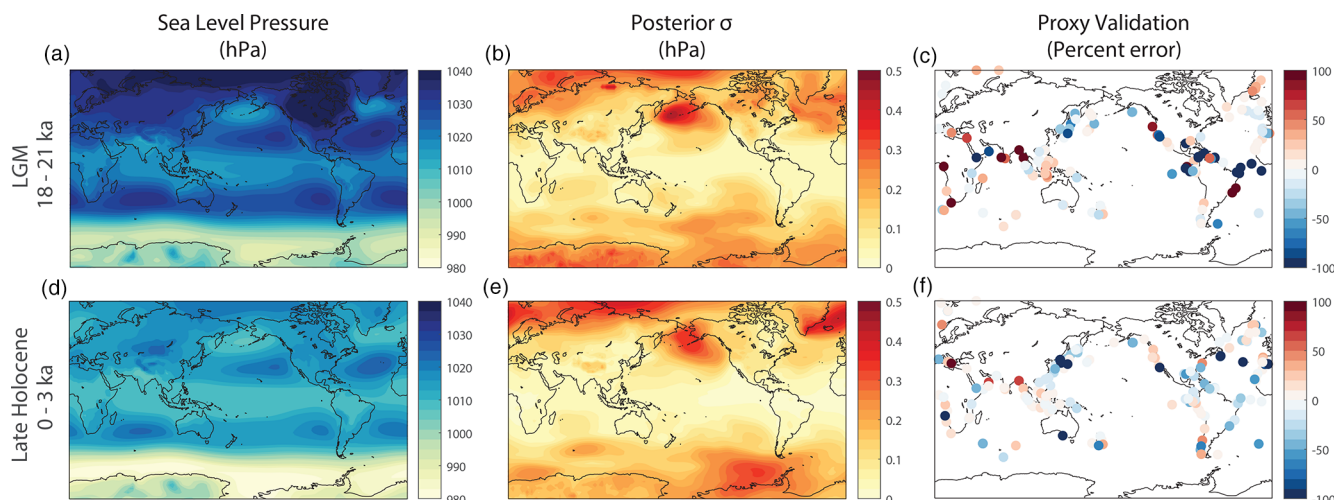 Sea Level Pressure
(hPa)
Posterior σ
(hPa)
Proxy Validation
(Percent error)
(a)
(b)
(c)
LGM
18 - 21 ka
1040
1030
1020
1010
1000
990
980
0.5
0.4
0.3
0.2
0.1
0
100
50
0
-50
-100
(d)
(e)
(f)
Late Holocene
0 - 3 ka
1040
1030
1020
1010
1000
990
980
0.5
0.4
0.3
0.2
0.1
0
100
50
0
-50
-100